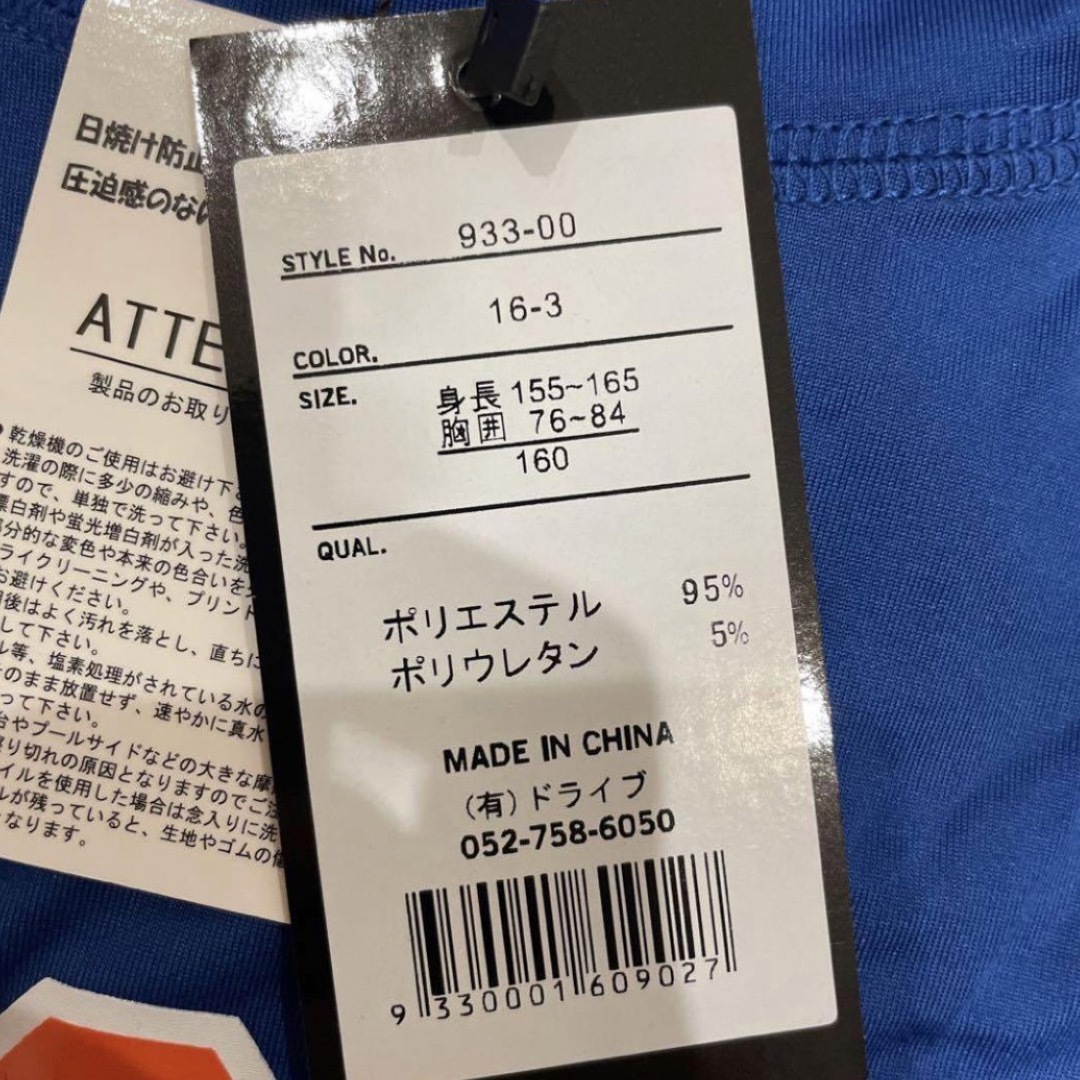 日焼け防止
圧迫感のな
ATTE
製品のお取り
● 乾燥機のご使用はお避け下
洗濯の際に多少の縮みや、色
すので、単独で洗って下さい。
漂白剤や蛍光増白剤が入った洗
部分的な変色や本来の色合いを
ライクリーニングや、プリント
お避けください。
用後はよく汚れを落とし、直ちに
して下さい。
ル等、塩素処理がされている水の
そのまま放置せず、速やかに真水
って下さい。
台やプールサイドなどの大きな摩
擦り切れの原因となりますのでご注
イルを使用した場合は念入りに洗
ルが残っていると、生地やゴムの傷
なります。
STYLE No. 933-00
COLOR. 16-3
SIZE. 身長 155~165
胸囲 76~84
160
QUAL.
ポリエステル 95%
ポリウレタン 5%
MADE IN CHINA
(有)ドライブ
052-758-6050
9 330001 609027